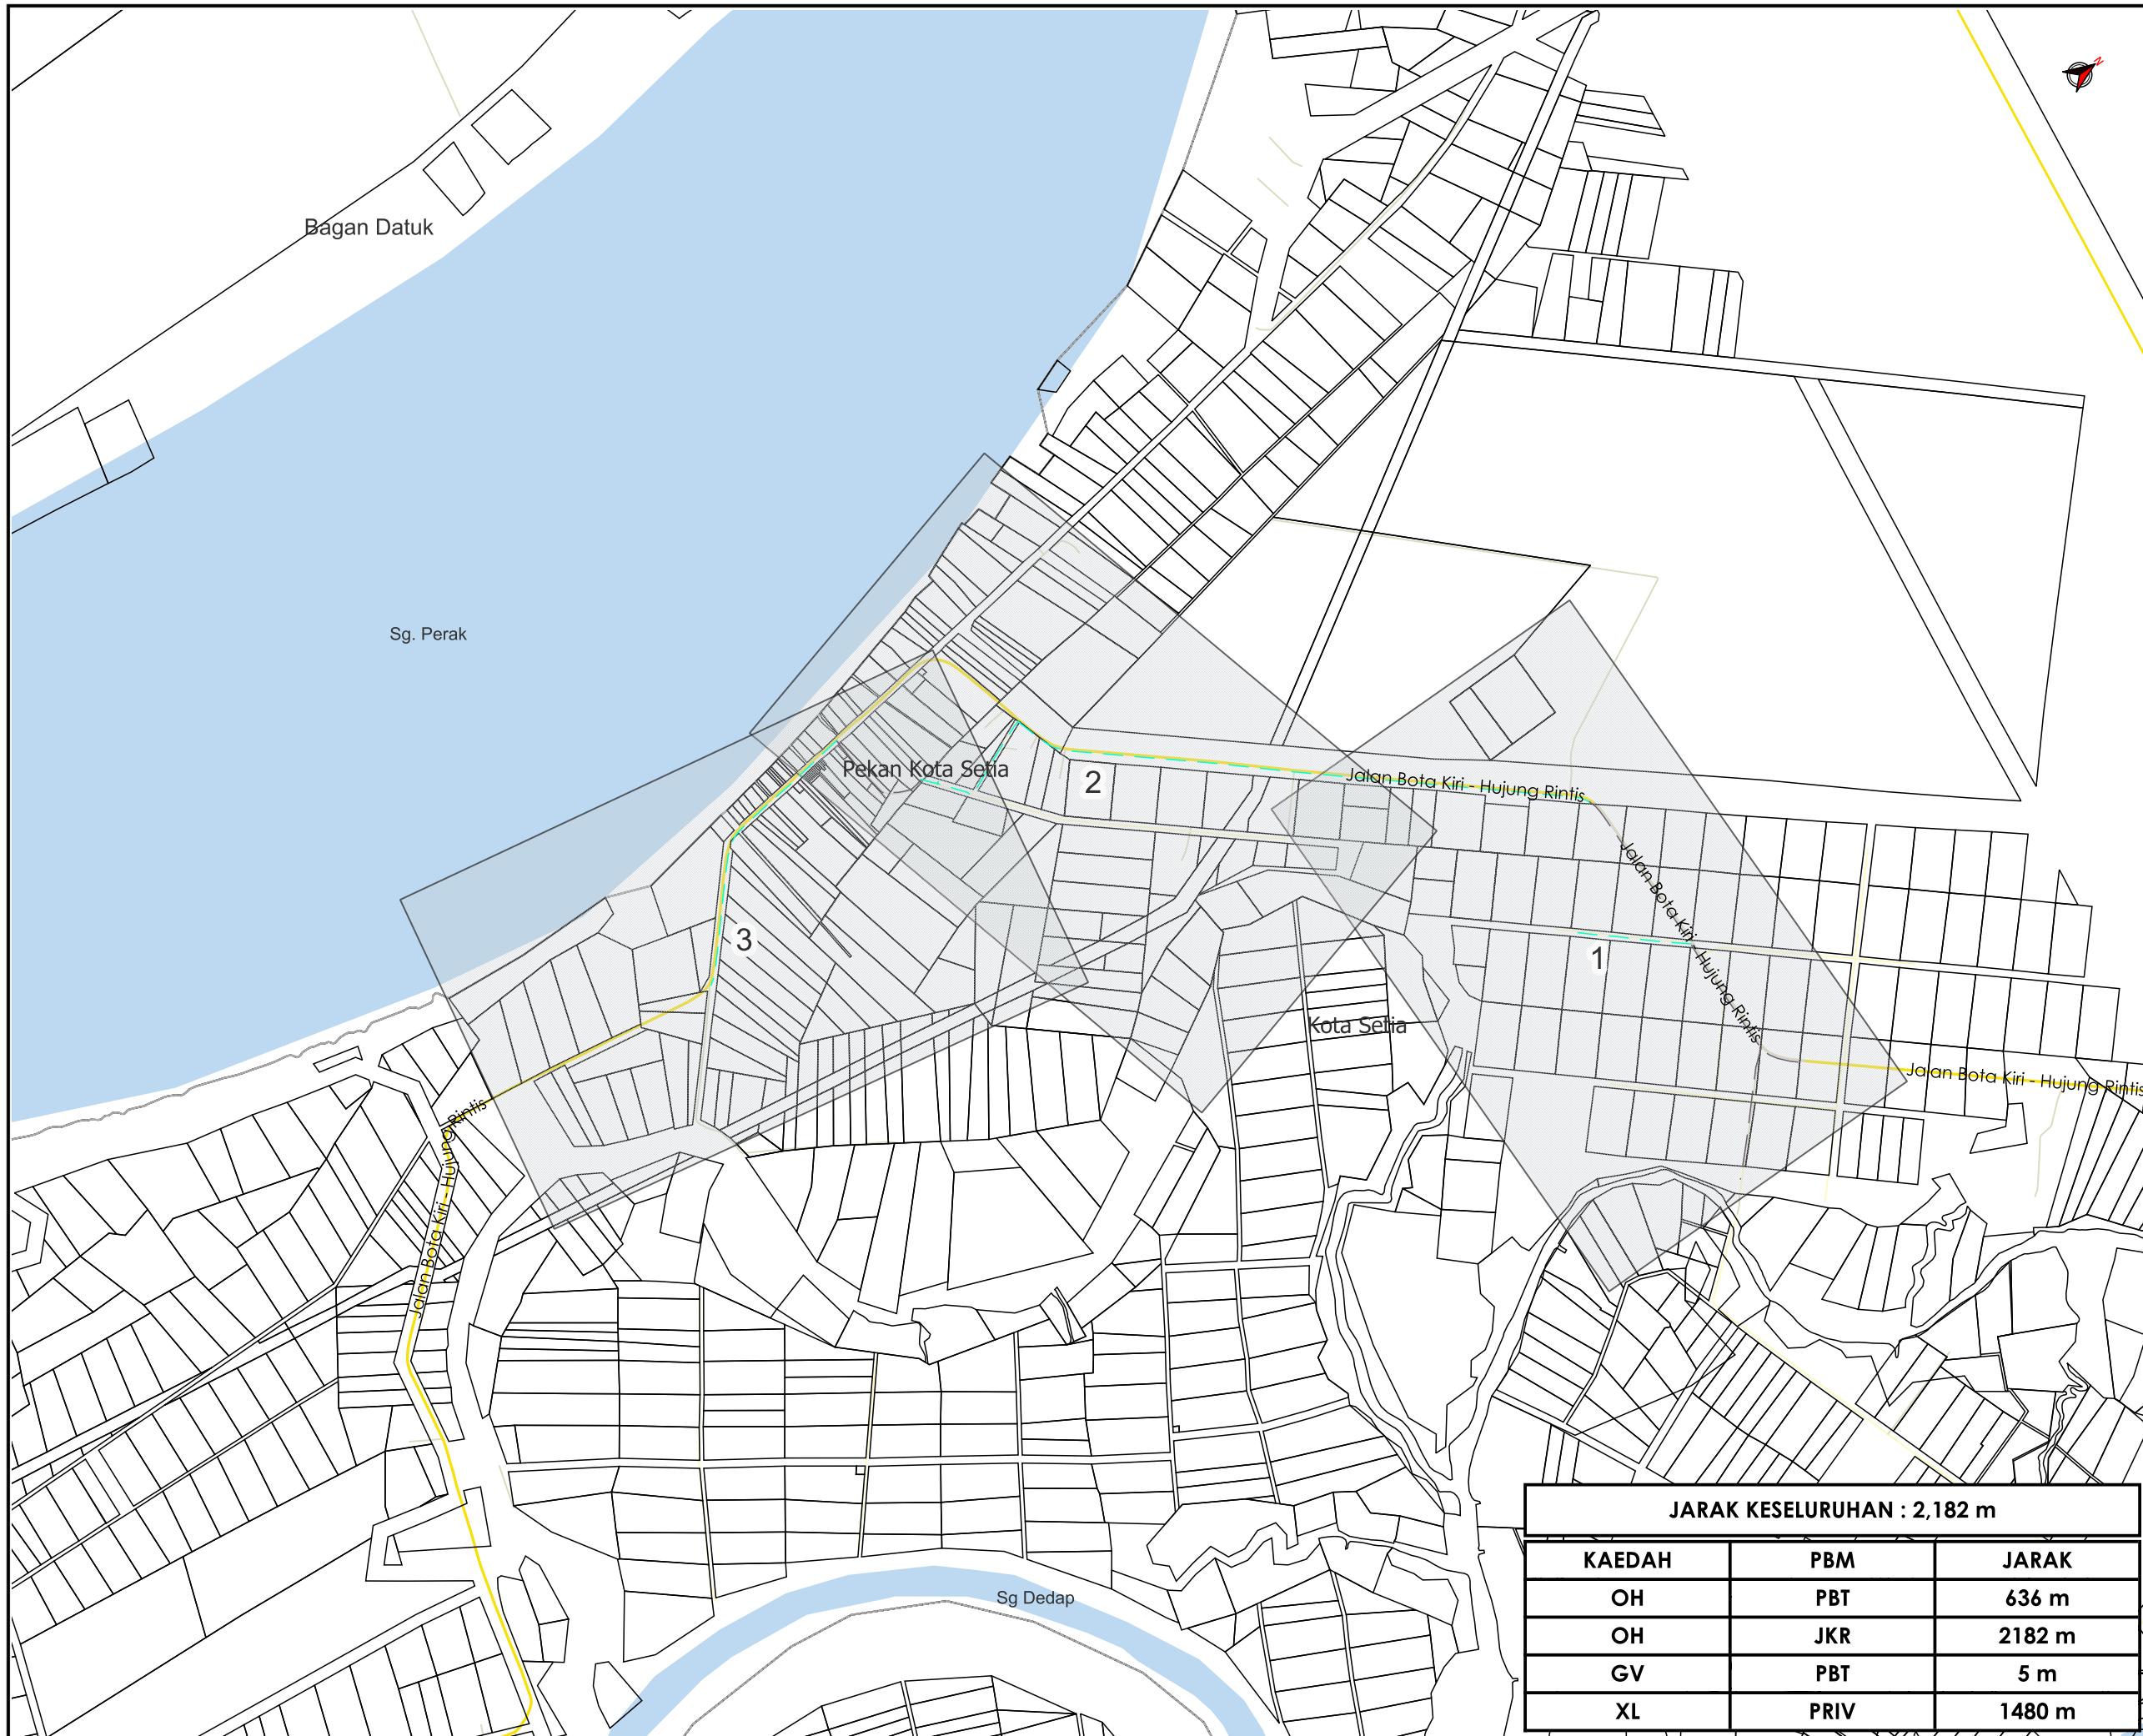 N
Bagan Datuk
Sg. Perak
Pekan Kota Setia
2
Jalan Bota Kiri - Hujung Rintis
Jalan Bota Kiri - Hujung Rintis
3
1
Kota Setia
Jalan Bota Kiri - Hujung Rintis
Jalan Bota Kiri - Hujung Rintis
Sg Dedap
JARAK KESELURUHAN : 2,182 m
KAEDAH PBM JARAK
OH PBT 636 m
OH JKR 2182 m
GV PBT 5 m
XL PRIV 1480 m